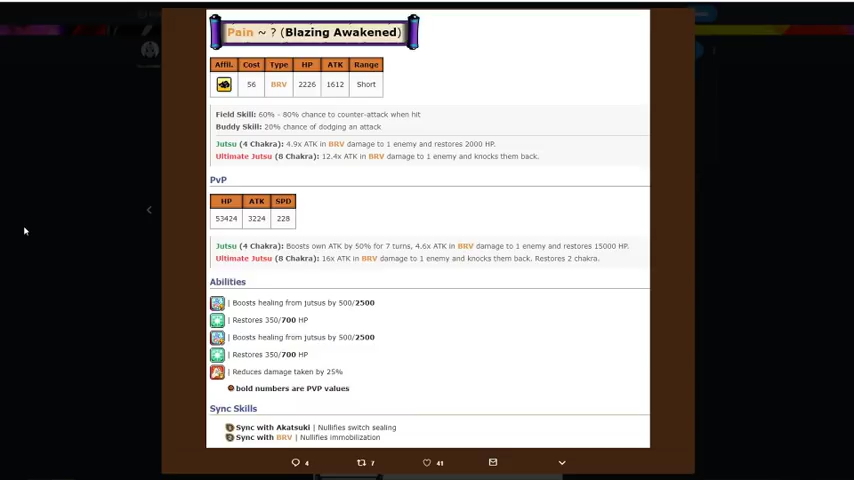 Pain ~ ? (Blazing Awakened)
Affil. Cost Type HP ATK Range
56 BRV 2226 1612 Short
Field Skill: 60% - 80% chance to counter-attack when hit
Buddy Skill: 20% chance of dodging an attack
Jutsu (4 Chakra): 4.9x ATK in BRV damage to 1 enemy and restores 2000 HP.
Ultimate Jutsu (8 Chakra): 12.4x ATK in BRV damage to 1 enemy and knocks them back.
PvP
HP ATK SPD
53424 3224 228
Jutsu (4 Chakra): Boosts own ATK by 50% for 7 turns, 4.6x ATK in BRV damage to 1 enemy and restores 15000 HP.
Ultimate Jutsu (8 Chakra): 16x ATK in BRV damage to 1 enemy and knocks them back. Restores 2 chakra.
Abilities
| Boosts healing from jutsus by 500/2500
| Restores 350/700 HP
| Boosts healing from jutsus by 500/2500
| Restores 350/700 HP
| Reduces damage taken by 25%
bold numbers are PVP values
Sync Skills
Sync with Akatsuki | Nullifies switch sealing
Sync with BRV | Nullifies immobilization
4 7 41